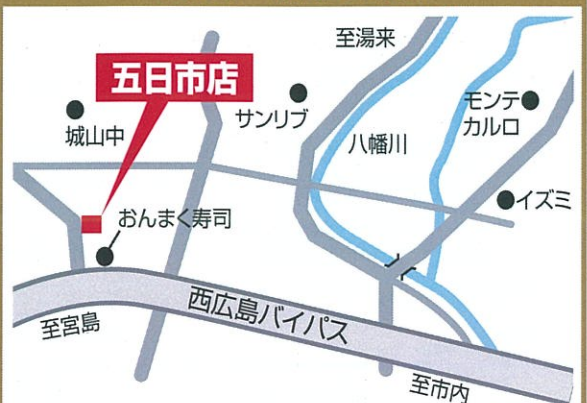 至湯来
五日市店
サンリブ
モンテ
カルロ
城山中
八幡川
イズミ
おんまく寿司
西広島バイパス
至宮島
至市内